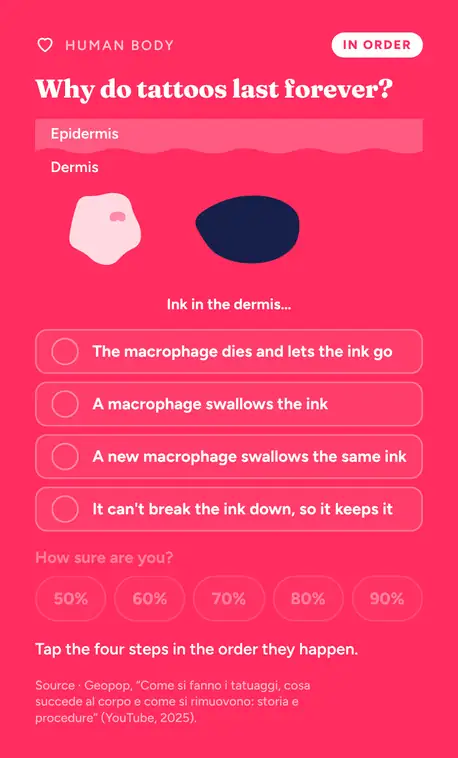 HUMAN BODY
IN ORDER
Why do tattoos last forever?
Epidermis
Dermis
Ink in the dermis...
The macrophage dies and lets the ink go
A macrophage swallows the ink
A new macrophage swallows the same ink
It can't break the ink down, so it keeps it
How sure are you?
50% 60% 70% 80% 90%
Tap the four steps in the order they happen.
Source · Geopop, "Come si fanno i tatuaggi, cosa
succede al corpo e come si rimuovono: storia e
procedure" (YouTube, 2025).